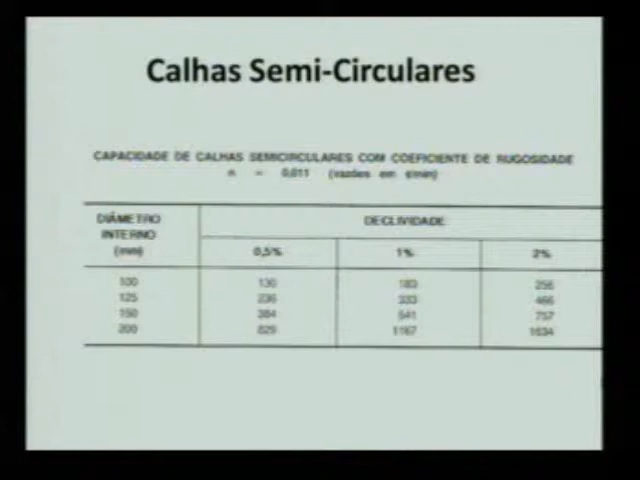 Calhas Semi-Circulares
CAPACIDADE DE CALHAS SEMICIRCULARES COM COEFICIENTE DE RUGOSIDADE
n = 0,011 (vazões em ℓ/min)
DIÂMETRO INTERNO (mm) DECLIVIDADE
0,5% 1% 2%
100 130 183 256
125 236 333 466
150 384 541 757
200 829 1167 1634